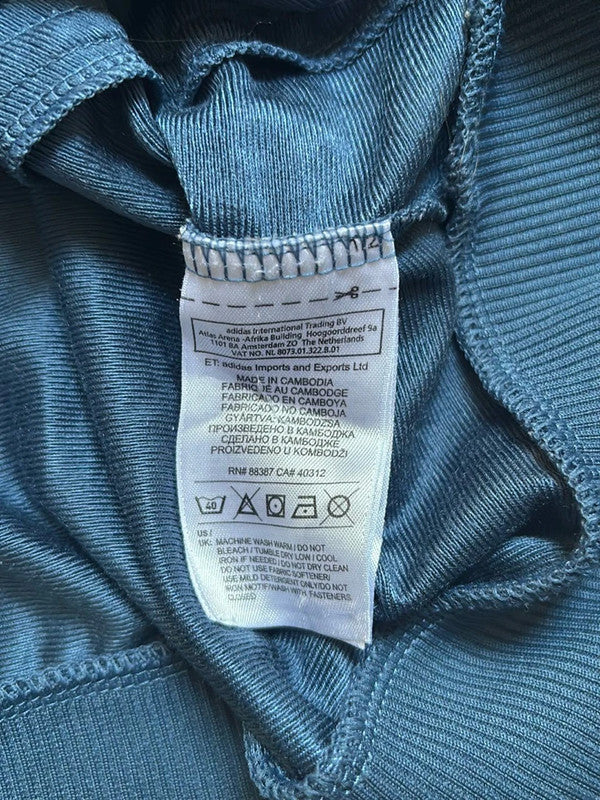 1/2
adidas International Trading BV
Atlas Arena -Afrika Building Hoogoorddreef 9a
1101 BA Amsterdam ZO The Netherlands
VAT NO. NL 8073.01.322.B.01
ET: adidas Imports and Exports Ltd
MADE IN CAMBODIA
FABRIQUÉ AU CAMBODGE
FABRICADO EN CAMBOYA
FABRICADO NO CAMBOJA
GYÁRTVA: KAMBODZSA
ПРОИЗВЕДЕНО В КАМБОДЖА
СДЕЛАНО В КАМБОДЖЕ
PROIZVEDENO U KOMBODŽI
RN# 88387 CA# 40312
40
US /
UK: MACHINE WASH WARM / DO NOT
BLEACH / TUMBLE DRY LOW / COOL
IRON IF NEEDED / DO NOT DRY CLEAN
DO NOT USE FABRIC SOFTENER/
USE MILD DETERGENT ONLY/DO NOT
IRON MOTIF/WASH WITH FASTENERS
CLOSED